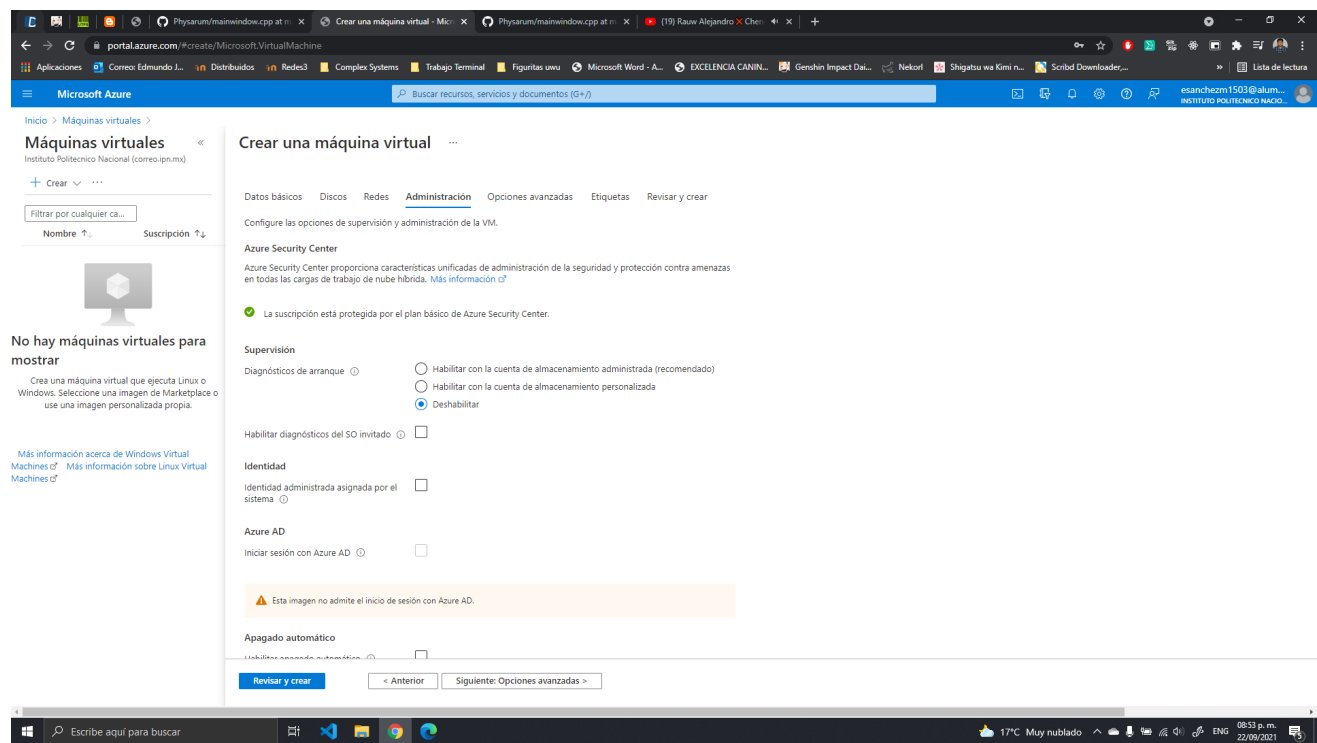 Physarum/mainwindow.cpp at m
Crear una máquina virtual - Micr
Physarum/mainwindow.cpp at m
(19) Rauw Alejandro ❌ Chen
portal.azure.com/#create/Microsoft.VirtualMachine
Aplicaciones
Correo: Edmundo J...
Distribuidos
Redes3
Complex Systems
Trabajo Terminal
Figuritas uwu
Microsoft Word - A...
EXCELENCIA CANIN...
Genshin Impact Dai...
Nekorl
Shigatsu wa Kimi n...
Scribd Downloader,...
»
Lista de lectura
Microsoft Azure
Buscar recursos, servicios y documentos (G+/)
esanchezm1503@alum...
INSTITUTO POLITECNICO NACIO...
Inicio > Máquinas virtuales >
Máquinas virtuales «
Instituto Politecnico Nacional (correo.ipn.mx)
+ Crear ···
Filtrar por cualquier ca...
Nombre ↑↓ Suscripción ↑↓
No hay máquinas virtuales para
mostrar
Crea una máquina virtual que ejecuta Linux o
Windows. Seleccione una imagen de Marketplace o
use una imagen personalizada propia.
Más información acerca de Windows Virtual
Machines Más información sobre Linux Virtual
Machines
Crear una máquina virtual ···
Datos básicos Discos Redes Administración Opciones avanzadas Etiquetas Revisar y crear
Configure las opciones de supervisión y administración de la VM.
Azure Security Center
Azure Security Center proporciona características unificadas de administración de la seguridad y protección contra amenazas
en todas las cargas de trabajo de nube híbrida. Más información
La suscripción está protegida por el plan básico de Azure Security Center.
Supervisión
Diagnósticos de arranque
Habilitar con la cuenta de almacenamiento administrada (recomendado)
Habilitar con la cuenta de almacenamiento personalizada
Deshabilitar
Habilitar diagnósticos del SO invitado
Identidad
Identidad administrada asignada por el
sistema
Azure AD
Iniciar sesión con Azure AD
Esta imagen no admite el inicio de sesión con Azure AD.
Apagado automático
Habilitar apagado automático
Revisar y crear
< Anterior
Siguiente: Opciones avanzadas >
Escribe aquí para buscar
17°C Muy nublado
ENG
08:53 p. m.
22/09/2021
5